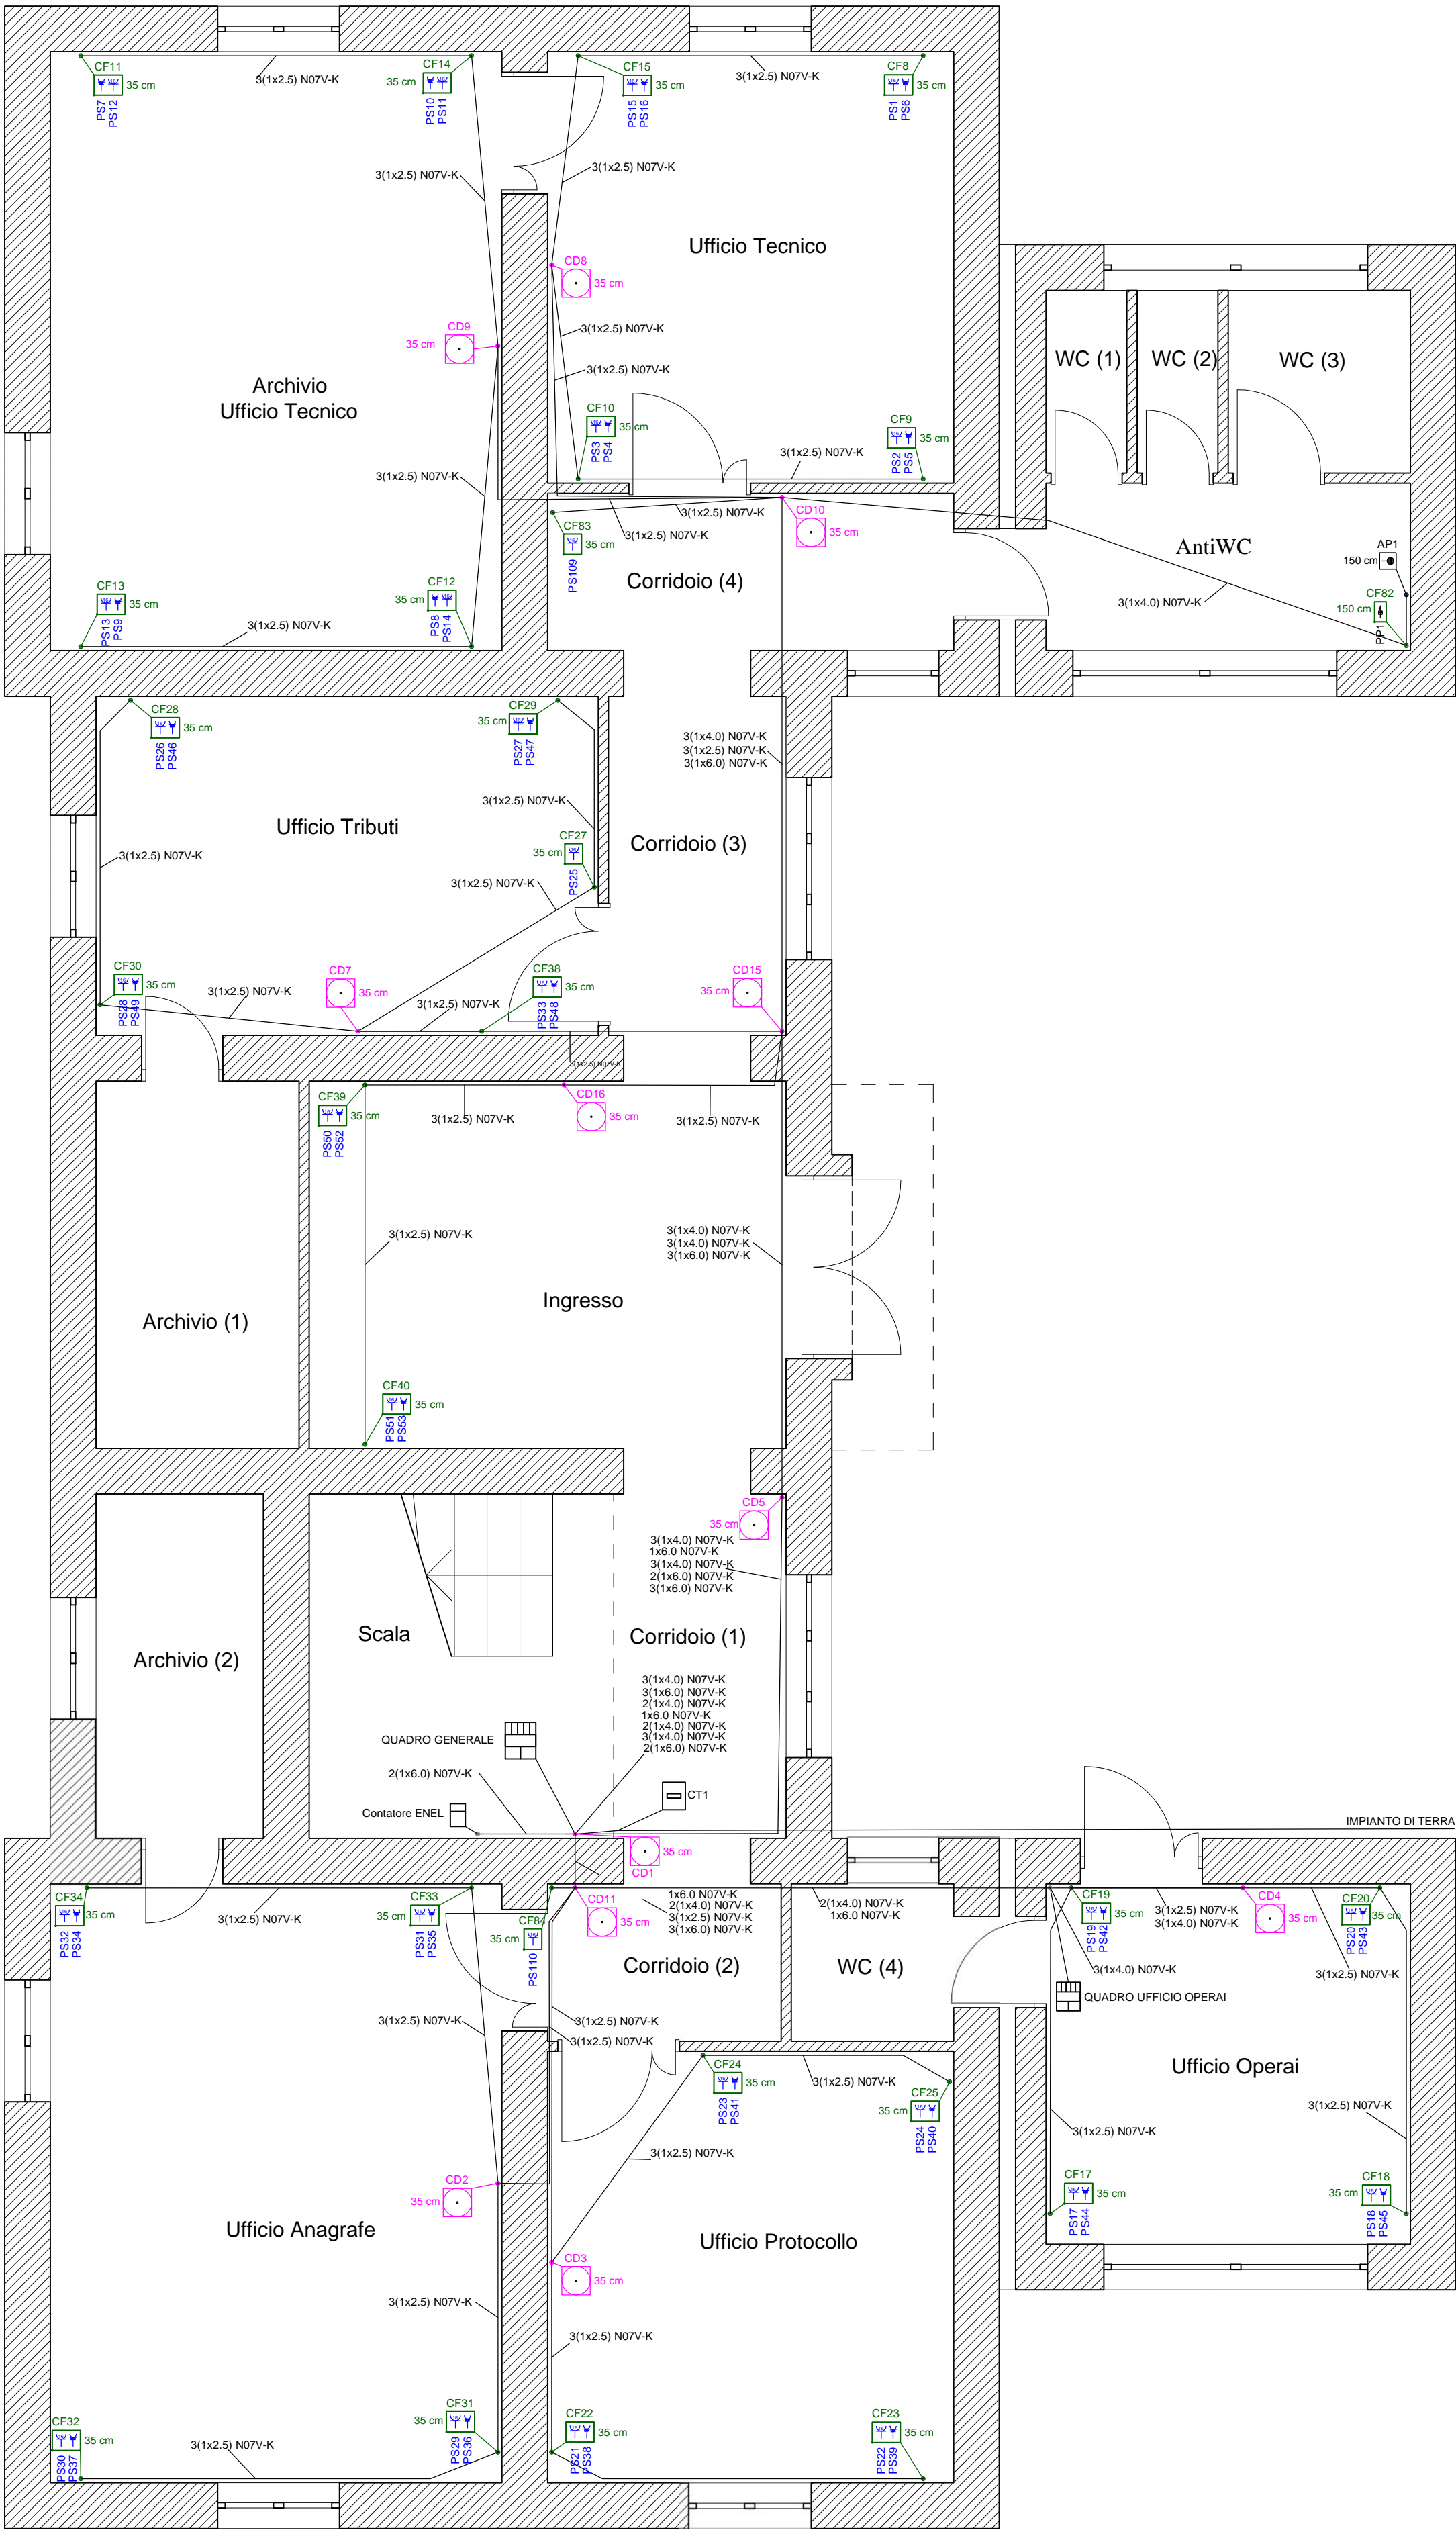 CF11
35 cm
PS7
PS12
3(1x2.5) N07V-K
CF14
35 cm
PS10
PS11
CF15
35 cm
PS15
PS16
3(1x2.5) N07V-K
CF8
35 cm
PS1
PS6
3(1x2.5) N07V-K
3(1x2.5) N07V-K
Ufficio Tecnico
CD8
35 cm
CD9
35 cm
3(1x2.5) N07V-K
3(1x2.5) N07V-K
Archivio
Ufficio Tecnico
WC (1)
WC (2)
WC (3)
CF10
35 cm
PS3
PS4
CF9
35 cm
PS2
PS5
3(1x2.5) N07V-K
3(1x2.5) N07V-K
3(1x2.5) N07V-K
CD10
35 cm
CF83
35 cm
PS109
3(1x2.5) N07V-K
Corridoio (4)
AntiWC
AP1
150 cm
CF82
150 cm
PP1
3(1x4.0) N07V-K
CF13
35 cm
PS13
PS9
3(1x2.5) N07V-K
CF12
35 cm
PS8
PS14
CF28
35 cm
PS26
PS46
CF29
35 cm
PS27
PS47
3(1x4.0) N07V-K
3(1x2.5) N07V-K
3(1x6.0) N07V-K
3(1x2.5) N07V-K
Ufficio Tributi
CF27
35 cm
PS25
Corridoio (3)
3(1x2.5) N07V-K
3(1x2.5) N07V-K
CF30
35 cm
PS28
PS49
3(1x2.5) N07V-K
CD7
35 cm
3(1x2.5) N07V-K
CF38
35 cm
PS33
PS48
CD15
35 cm
3(1x2.5) N07V-K
CF39
35 cm
PS50
PS52
3(1x2.5) N07V-K
CD16
35 cm
3(1x2.5) N07V-K
3(1x2.5) N07V-K
3(1x4.0) N07V-K
3(1x4.0) N07V-K
3(1x6.0) N07V-K
Ingresso
Archivio (1)
CF40
35 cm
PS51
PS53
CD5
35 cm
3(1x4.0) N07V-K
1x6.0 N07V-K
3(1x4.0) N07V-K
2(1x6.0) N07V-K
3(1x6.0) N07V-K
Scala
Corridoio (1)
Archivio (2)
3(1x4.0) N07V-K
3(1x6.0) N07V-K
2(1x4.0) N07V-K
1x6.0 N07V-K
2(1x4.0) N07V-K
3(1x4.0) N07V-K
2(1x6.0) N07V-K
QUADRO GENERALE
2(1x6.0) N07V-K
CT1
Contatore ENEL
IMPIANTO DI TERRA
35 cm
CD1
CF34
35 cm
PS32
PS34
3(1x2.5) N07V-K
CF33
35 cm
PS31
PS35
CF84
35 cm
PS110
CD11
35 cm
1x6.0 N07V-K
2(1x4.0) N07V-K
3(1x2.5) N07V-K
3(1x6.0) N07V-K
2(1x4.0) N07V-K
1x6.0 N07V-K
CF19
35 cm
PS19
PS42
3(1x2.5) N07V-K
3(1x4.0) N07V-K
CD4
35 cm
CF20
35 cm
PS20
PS43
Corridoio (2)
WC (4)
3(1x4.0) N07V-K
3(1x2.5) N07V-K
QUADRO UFFICIO OPERAI
3(1x2.5) N07V-K
3(1x2.5) N07V-K
3(1x2.5) N07V-K
Ufficio Operai
CF24
35 cm
PS23
PS41
3(1x2.5) N07V-K
CF25
35 cm
PS24
PS40
3(1x2.5) N07V-K
3(1x2.5) N07V-K
3(1x2.5) N07V-K
CD2
35 cm
CF17
35 cm
PS17
PS44
CF18
35 cm
PS18
PS45
Ufficio Anagrafe
Ufficio Protocollo
CD3
35 cm
3(1x2.5) N07V-K
3(1x2.5) N07V-K
CF32
35 cm
PS30
PS37
3(1x2.5) N07V-K
CF31
35 cm
PS29
PS36
CF22
35 cm
PS21
PS38
CF23
35 cm
PS22
PS39